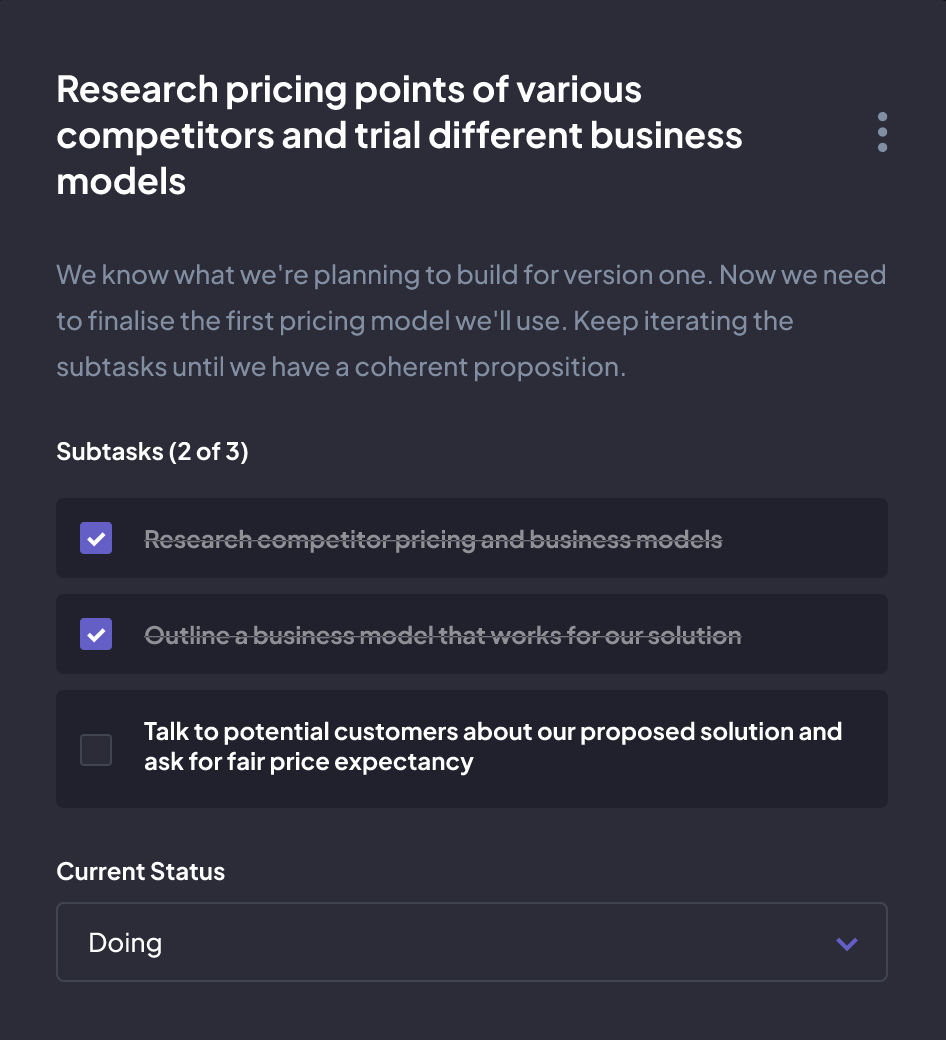 Research pricing points of various
competitors and trial different business
models
We know what we're planning to build for version one. Now we need
to finalise the first pricing model we'll use. Keep iterating the
subtasks until we have a coherent proposition.
Subtasks (2 of 3)
Research competitor pricing and business models
Outline a business model that works for our solution
Talk to potential customers about our proposed solution and
ask for fair price expectancy
Current Status
Doing